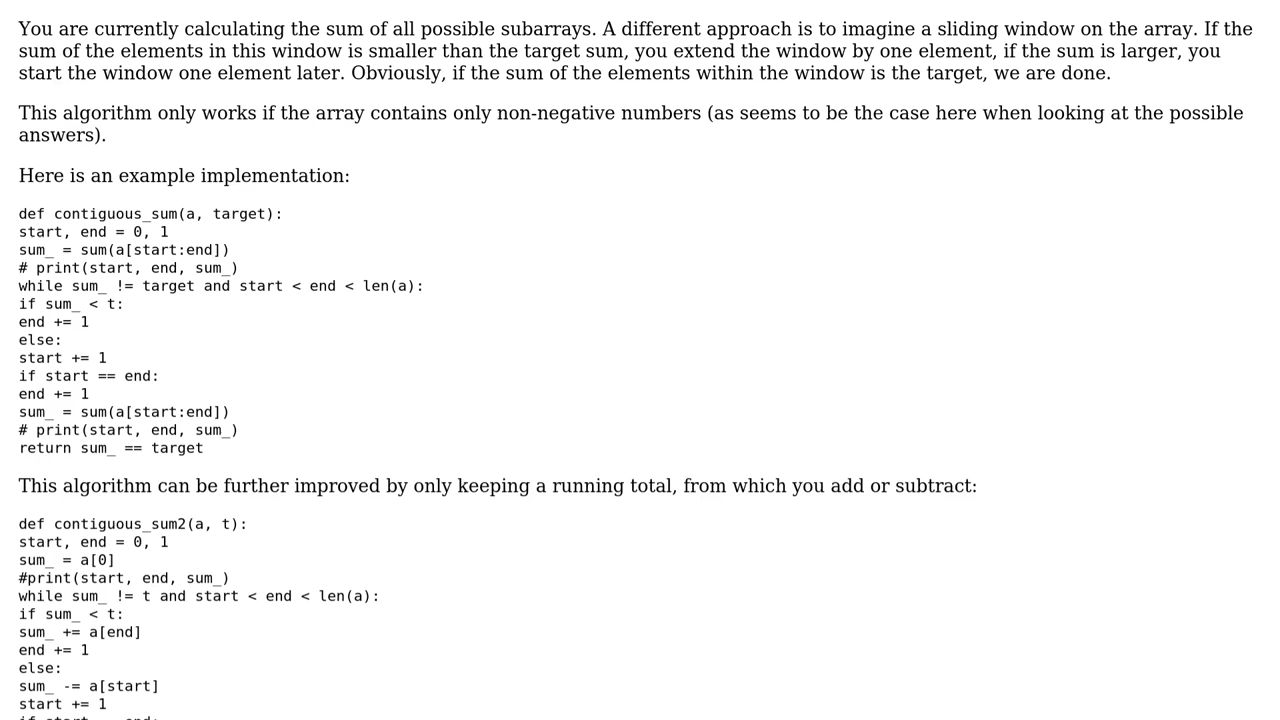 You are currently calculating the sum of all possible subarrays. A different approach is to imagine a sliding window on the array. If the
sum of the elements in this window is smaller than the target sum, you extend the window by one element, if the sum is larger, you
start the window one element later. Obviously, if the sum of the elements within the window is the target, we are done.
This algorithm only works if the array contains only non-negative numbers (as seems to be the case here when looking at the possible
answers).
Here is an example implementation:
def contiguous_sum(a, target):
start, end = 0, 1
sum_ = sum(a[start:end])
# print(start, end, sum_)
while sum_ != target and start < end < len(a):
if sum_ < t:
end += 1
else:
start += 1
if start == end:
end += 1
sum_ = sum(a[start:end])
# print(start, end, sum_)
return sum_ == target
This algorithm can be further improved by only keeping a running total, from which you add or subtract:
def contiguous_sum2(a, t):
start, end = 0, 1
sum_ = a[0]
#print(start, end, sum_)
while sum_ != t and start < end < len(a):
if sum_ < t:
sum_ += a[end]
end += 1
else:
sum_ -= a[start]
start += 1